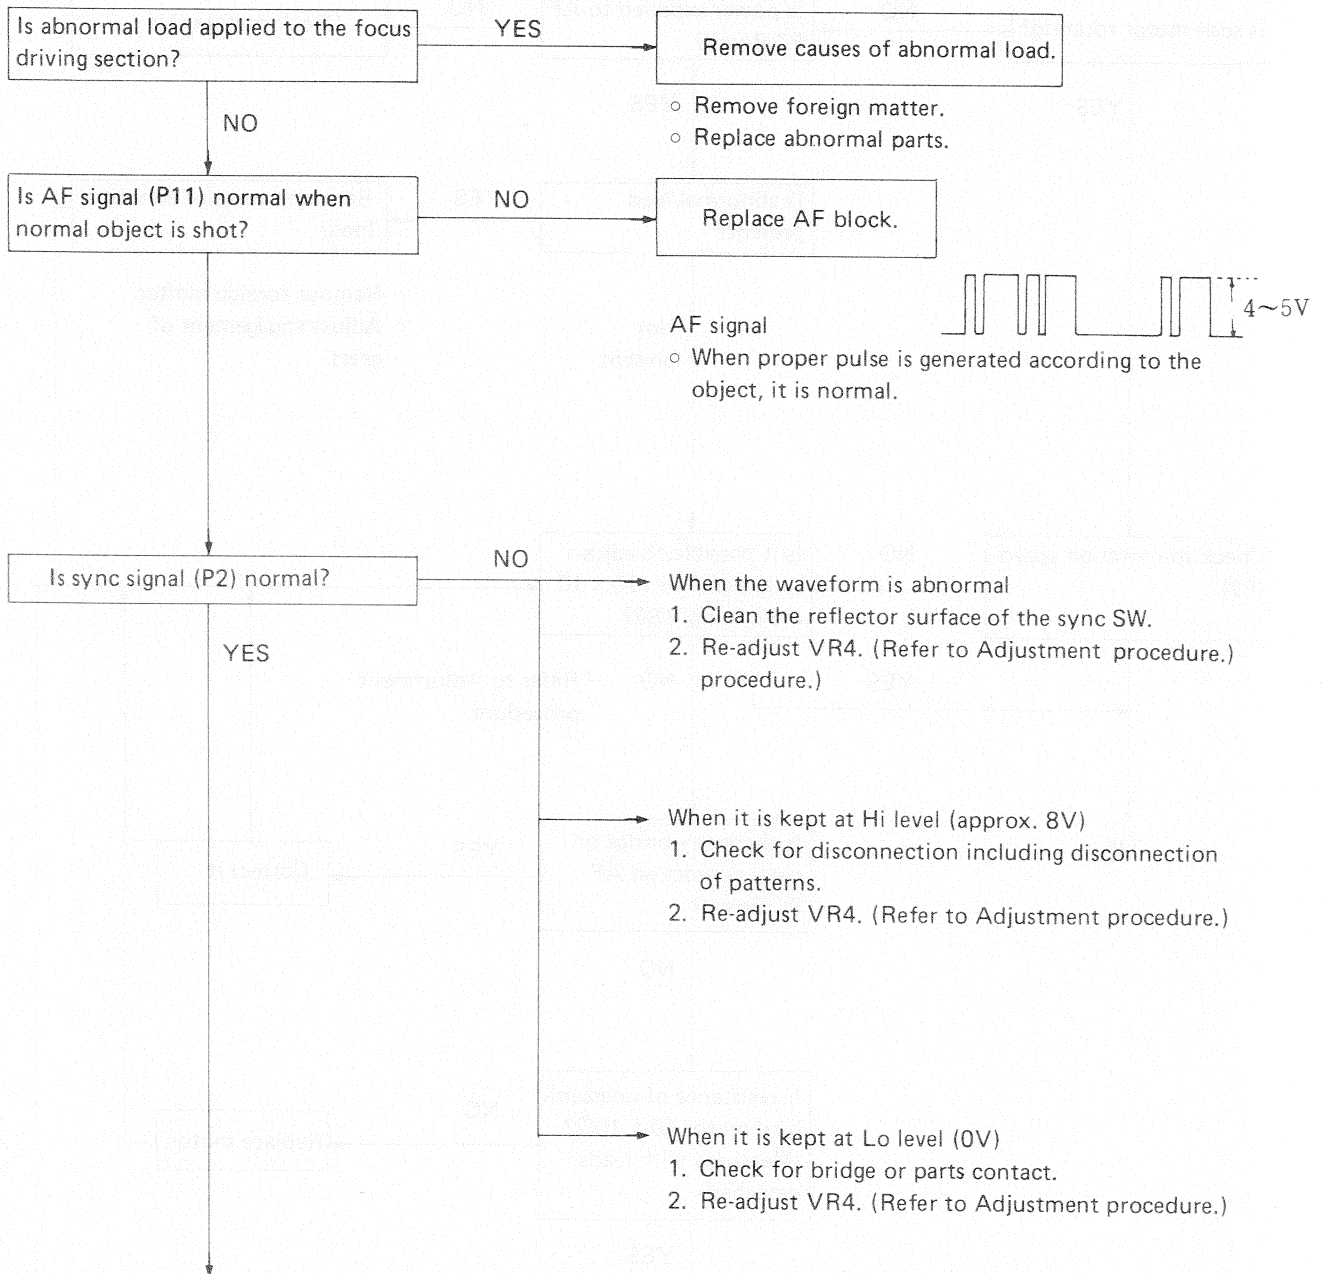 Is abnormal load applied to the focus
driving section?
YES
Remove causes of abnormal load.
○ Remove foreign matter.
○ Replace abnormal parts.
NO
Is AF signal (P11) normal when
normal object is shot?
NO
Replace AF block.
4~5V
AF signal
○ When proper pulse is generated according to the
object, it is normal.
Is sync signal (P2) normal?
NO
When the waveform is abnormal
1. Clean the reflector surface of the sync SW.
2. Re-adjust VR4. (Refer to Adjustment procedure.)
procedure.)
YES
When it is kept at Hi level (approx. 8V)
1. Check for disconnection including disconnection
of patterns.
2. Re-adjust VR4. (Refer to Adjustment procedure.)
When it is kept at Lo level (0V)
1. Check for bridge or parts contact.
2. Re-adjust VR4. (Refer to Adjustment procedure.)